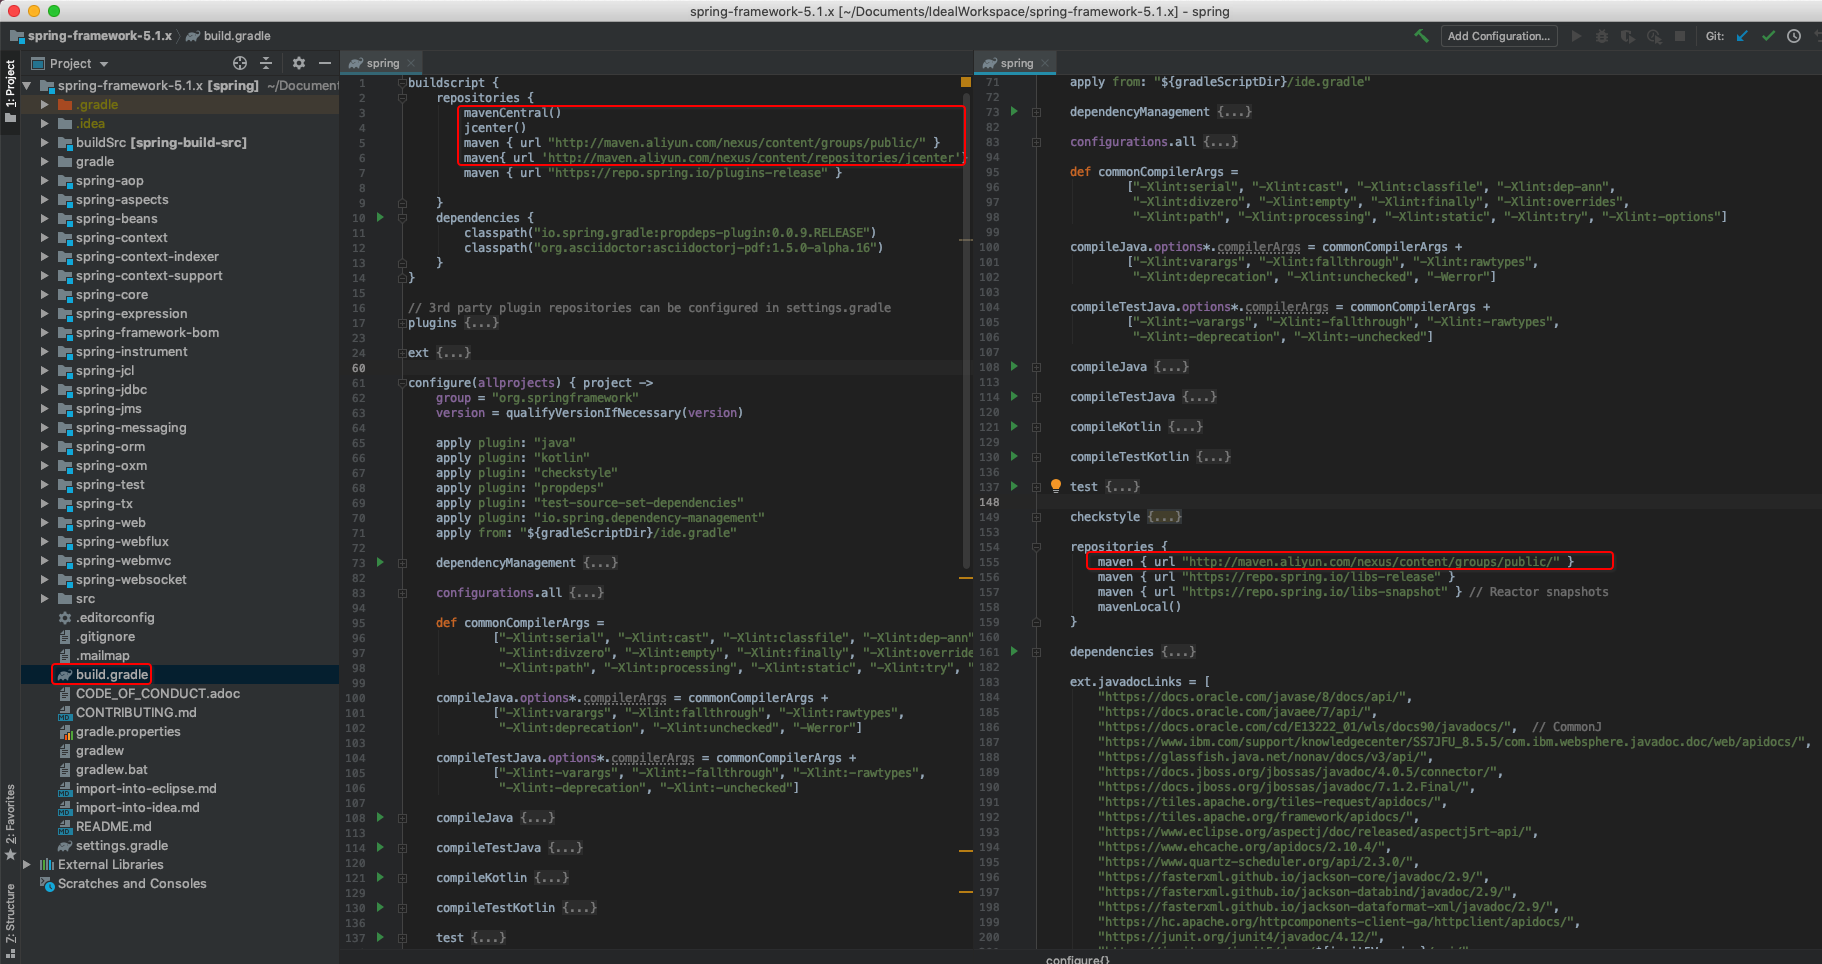 spring-framework-5.1.x [~/Documents/IdealWorkspace/spring-framework-5.1.x] - spring
spring-framework-5.1.x
build.gradle
Add Configuration...
Git:
1: Project
2: Favorites
Z: Structure
Project
spring-framework-5.1.x [spring] ~/Document
.gradle
.idea
buildSrc [spring-build-src]
gradle
spring-aop
spring-aspects
spring-beans
spring-context
spring-context-indexer
spring-context-support
spring-core
spring-expression
spring-framework-bom
spring-instrument
spring-jcl
spring-jdbc
spring-jms
spring-messaging
spring-orm
spring-oxm
spring-test
spring-tx
spring-web
spring-webflux
spring-webmvc
spring-websocket
src
.editorconfig
.gitignore
.mailmap
build.gradle
CODE_OF_CONDUCT.adoc
CONTRIBUTING.md
gradle.properties
gradlew
gradlew.bat
import-into-eclipse.md
import-into-idea.md
README.md
settings.gradle
External Libraries
Scratches and Consoles
spring
1 buildscript {
2 repositories {
3 mavenCentral()
4 jcenter()
5 maven { url "http://maven.aliyun.com/nexus/content/groups/public/" }
6 maven{ url 'http://maven.aliyun.com/nexus/content/repositories/jcenter'}
7 maven { url "https://repo.spring.io/plugins-release" }
8
9 }
10 dependencies {
11 classpath("io.spring.gradle:propdeps-plugin:0.0.9.RELEASE")
12 classpath("org.asciidoctor:asciidoctorj-pdf:1.5.0-alpha.16")
13 }
14 }
15
16 // 3rd party plugin repositories can be configured in settings.gradle
17 plugins {...}
23
24 ext {...}
60
61 configure(allprojects) { project ->
62 group = "org.springframework"
63 version = qualifyVersionIfNecessary(version)
64
65 apply plugin: "java"
66 apply plugin: "kotlin"
67 apply plugin: "checkstyle"
68 apply plugin: "propdeps"
69 apply plugin: "test-source-set-dependencies"
70 apply plugin: "io.spring.dependency-management"
71 apply from: "${gradleScriptDir}/ide.gradle"
72
73 dependencyManagement {...}
82
83 configurations.all {...}
94
95 def commonCompilerArgs =
96 ["-Xlint:serial", "-Xlint:cast", "-Xlint:classfile", "-Xlint:dep-ann"
97 "-Xlint:divzero", "-Xlint:empty", "-Xlint:finally", "-Xlint:override
98 "-Xlint:path", "-Xlint:processing", "-Xlint:static", "-Xlint:try", "
99
100 compileJava.options*.compilerArgs = commonCompilerArgs +
101 ["-Xlint:varargs", "-Xlint:fallthrough", "-Xlint:rawtypes",
102 "-Xlint:deprecation", "-Xlint:unchecked", "-Werror"]
103
104 compileTestJava.options*.compilerArgs = commonCompilerArgs +
105 ["-Xlint:-varargs", "-Xlint:-fallthrough", "-Xlint:-rawtypes",
106 "-Xlint:-deprecation", "-Xlint:-unchecked"]
107
108 compileJava {...}
113
114 compileTestJava {...}
120
121 compileKotlin {...}
129
130 compileTestKotlin {...}
136
137 test {...}
spring
71 apply from: "${gradleScriptDir}/ide.gradle"
72
73 dependencyManagement {...}
82
83 configurations.all {...}
94
95 def commonCompilerArgs =
96 ["-Xlint:serial", "-Xlint:cast", "-Xlint:classfile", "-Xlint:dep-ann",
97 "-Xlint:divzero", "-Xlint:empty", "-Xlint:finally", "-Xlint:overrides",
98 "-Xlint:path", "-Xlint:processing", "-Xlint:static", "-Xlint:try", "-Xlint:-options"]
99
100 compileJava.options*.compilerArgs = commonCompilerArgs +
101 ["-Xlint:varargs", "-Xlint:fallthrough", "-Xlint:rawtypes",
102 "-Xlint:deprecation", "-Xlint:unchecked", "-Werror"]
103
104 compileTestJava.options*.compilerArgs = commonCompilerArgs +
105 ["-Xlint:-varargs", "-Xlint:-fallthrough", "-Xlint:-rawtypes",
106 "-Xlint:-deprecation", "-Xlint:-unchecked"]
107
108 compileJava {...}
113
114 compileTestJava {...}
120
121 compileKotlin {...}
129
130 compileTestKotlin {...}
136
137 test {...}
148
149 checkstyle {...}
153
154 repositories {
155 maven { url "http://maven.aliyun.com/nexus/content/groups/public/" }
156 maven { url "https://repo.spring.io/libs-release" }
157 maven { url "https://repo.spring.io/libs-snapshot" } // Reactor snapshots
158 mavenLocal()
159 }
160
161 dependencies {...}
182
183 ext.javadocLinks = [
184 "https://docs.oracle.com/javase/8/docs/api/",
185 "https://docs.oracle.com/javaee/7/api/",
186 "https://docs.oracle.com/cd/E13222_01/wls/docs90/javadocs/", // CommonJ
187 "https://www.ibm.com/support/knowledgecenter/SS7JFU_8.5.5/com.ibm.websphere.javadoc.doc/web/apidocs/",
188 "https://glassfish.java.net/nonav/docs/v3/api/",
189 "https://docs.jboss.org/jbossas/javadoc/4.0.5/connector/",
190 "https://docs.jboss.org/jbossas/javadoc/7.1.2.Final/",
191 "https://tiles.apache.org/tiles-request/apidocs/",
192 "https://tiles.apache.org/framework/apidocs/",
193 "https://www.eclipse.org/aspectj/doc/released/aspectj5rt-api/",
194 "https://www.ehcache.org/apidocs/2.10.4/",
195 "https://www.quartz-scheduler.org/api/2.3.0/",
196 "https://fasterxml.github.io/jackson-core/javadoc/2.9/",
197 "https://fasterxml.github.io/jackson-databind/javadoc/2.9/",
198 "https://fasterxml.github.io/jackson-dataformat-xml/javadoc/2.9/",
199 "https://hc.apache.org/httpcomponents-client-ga/httpclient/apidocs/",
200 "https://junit.org/junit4/javadoc/4.12/",
configure{}